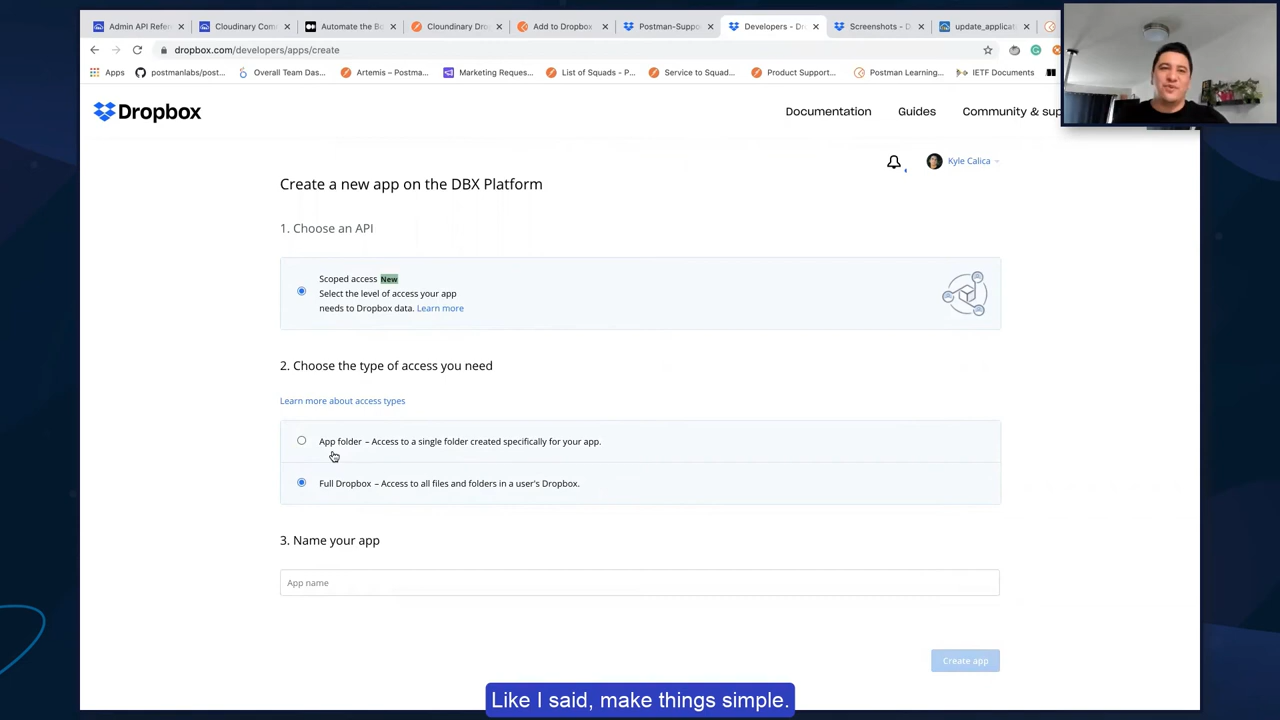 Admin API Refer
Cloudinary Com
Automate the Bo
Cloundinary Drop
Add to Dropbox
Postman-Suppo
Developers - Dro
Screenshots – D
update_applicati
dropbox.com/developers/apps/create
Apps
postmanlabs/post...
Overall Team Das...
Artemis – Postma...
Marketing Reques...
List of Squads - P...
Service to Squad...
Product Support...
Postman Learning...
IETF Documents
Dropbox
Documentation
Guides
Community & sup
Kyle Calica
Create a new app on the DBX Platform
1. Choose an API
Scoped access New
Select the level of access your app
needs to Dropbox data. Learn more
2. Choose the type of access you need
Learn more about access types
App folder – Access to a single folder created specifically for your app.
Full Dropbox – Access to all files and folders in a user's Dropbox.
3. Name your app
App name
Create app
Like I said, make things simple.